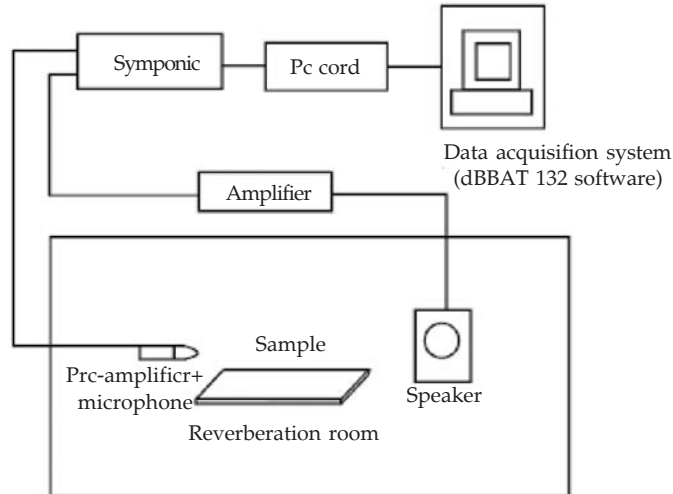 Symponic
Pc cord
Data acquisifion system
(dBBAT 132 software)
Amplifier
Sample
Prc-amplificr+
microphone
Speaker
Reverberation room